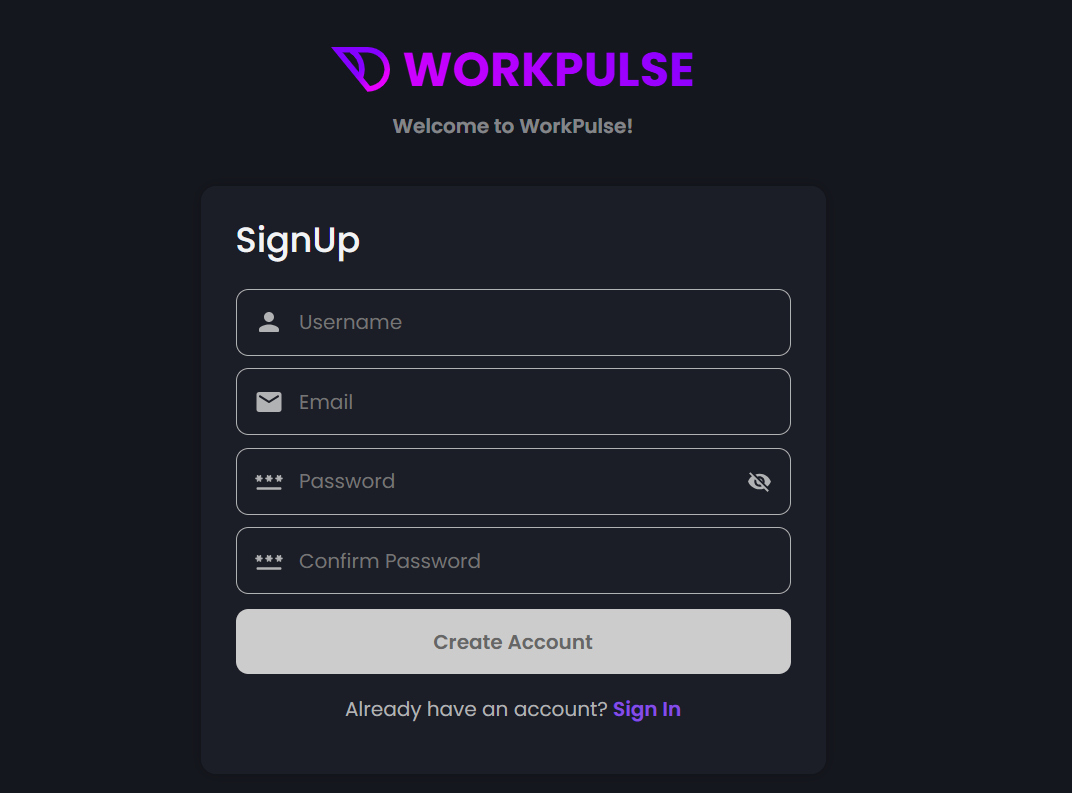 WORKPULSE
Welcome to WorkPulse!
SignUp
Username
Email
Password
Confirm Password
Create Account
Already have an account? Sign In